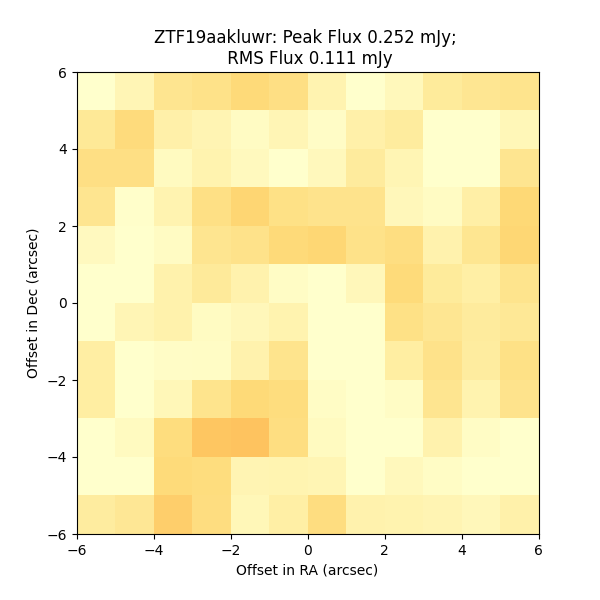 ZTF19aakluwr: Peak Flux 0.252 mJy;
RMS Flux 0.111 mJy
6
4
2
0
−2
−4
−6
Offset in Dec (arcsec)
−6 −4 −2 0 2 4 6
Offset in RA (arcsec)